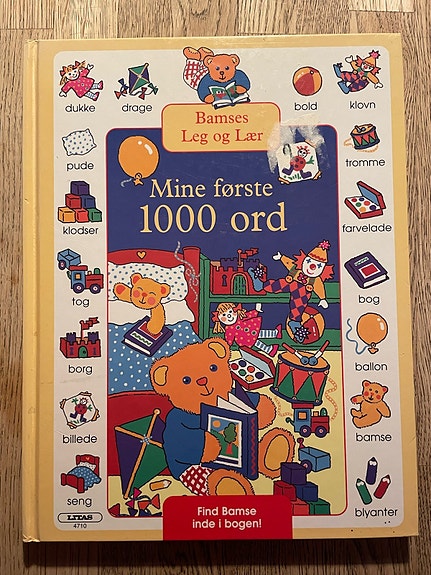 dukke
drage
bold
klovn
Bamses
Leg og Lær
pude
tromme
Mine første
1000 ord
klodser
farvelade
tog
bog
borg
ballon
billede
bamse
seng
blyanter
Find Bamse
inde i bogen!
LITAS
4710